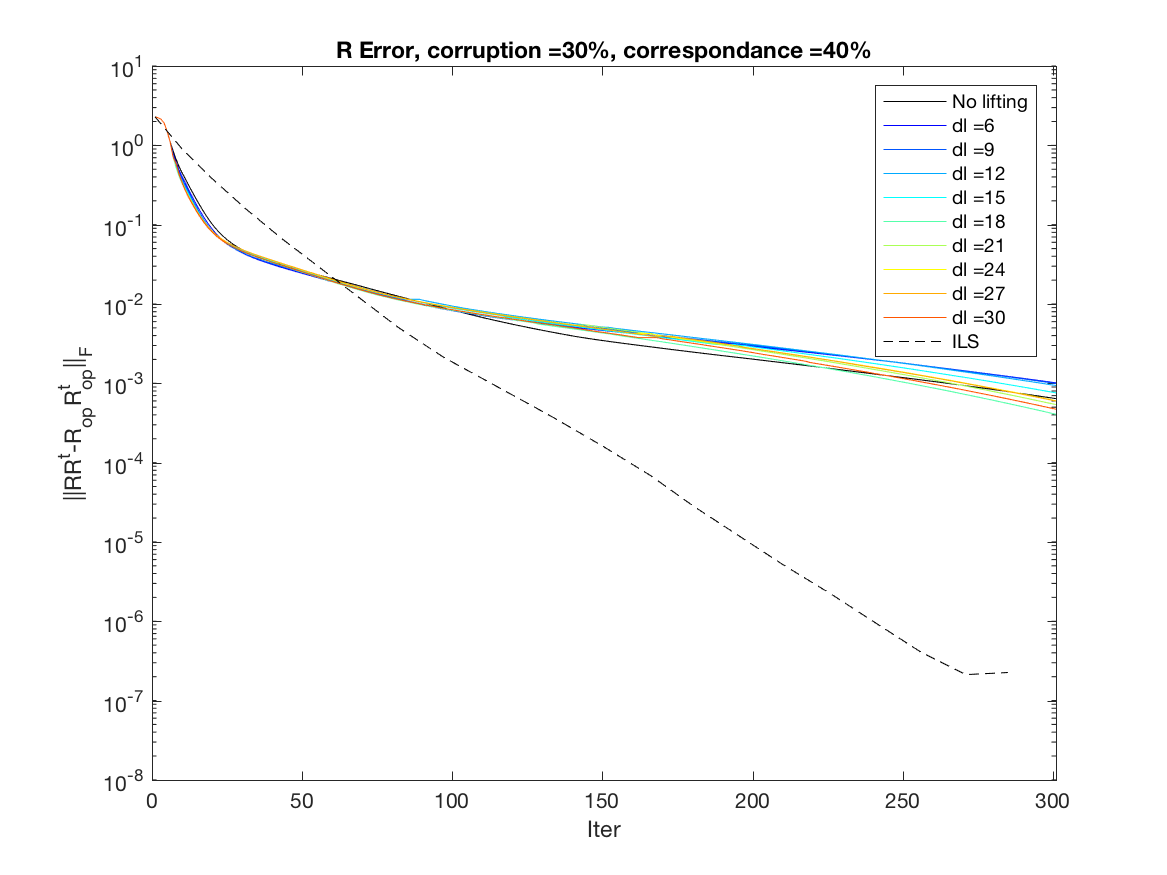 R Error, corruption =30%, correspondance =40%
10^1
10^0
10^-1
10^-2
10^-3
10^-4
10^-5
10^-6
10^-7
10^-8
||RR^t-R_op R_op^t||_F
0 50 100 150 200 250 300
Iter
No lifting
dl =6
dl =9
dl =12
dl =15
dl =18
dl =21
dl =24
dl =27
dl =30
ILS